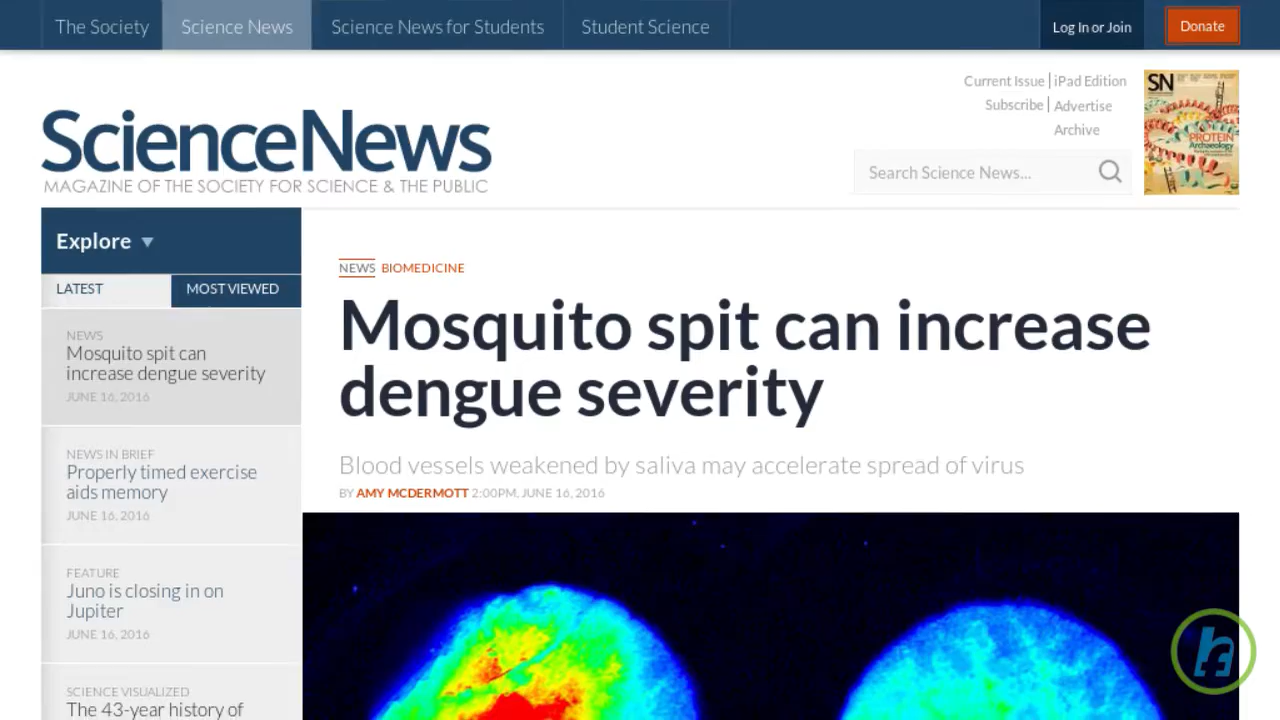 The Society
Science News
Science News for Students
Student Science
Log In or Join
Donate
Current Issue | iPad Edition
Subscribe | Advertise
Archive
SN
PROTEIN
Archaeology
ScienceNews
MAGAZINE OF THE SOCIETY FOR SCIENCE & THE PUBLIC
Search Science News...
Explore
LATEST
MOST VIEWED
NEWS
Mosquito spit can
increase dengue severity
JUNE 16, 2016
NEWS IN BRIEF
Properly timed exercise
aids memory
JUNE 16, 2016
FEATURE
Juno is closing in on
Jupiter
JUNE 16, 2016
SCIENCE VISUALIZED
The 43-year history of
NEWS BIOMEDICINE
Mosquito spit can increase
dengue severity
Blood vessels weakened by saliva may accelerate spread of virus
BY AMY MCDERMOTT 2:00PM, JUNE 16, 2016